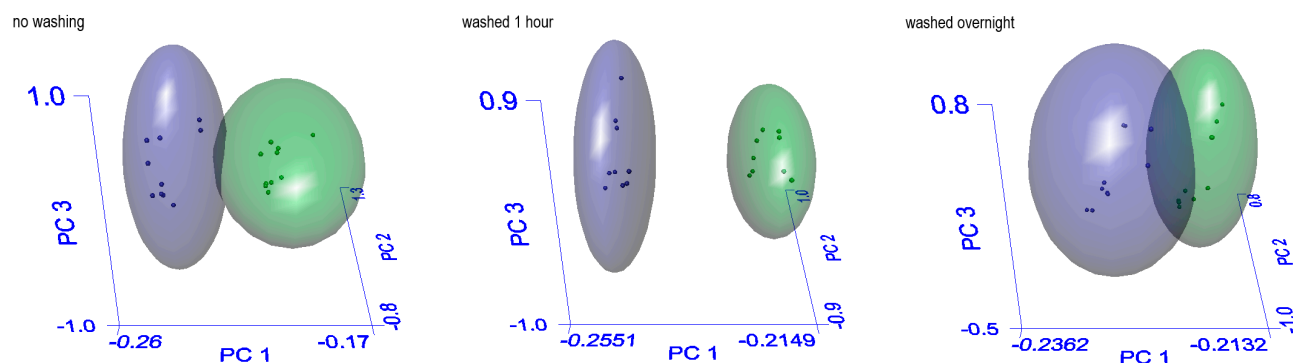 no washing
1.0
PC 3
-1.0
-0.26
PC 1
-0.17
-0.8
PC 2
1.3
washed 1 hour
0.9
PC 3
-1.0
-0.2551
PC 1
-0.2149
-0.9
PC 2
1.0
washed overnight
0.8
PC 3
-0.5
-0.2362
PC 1
-0.2132
-1.0
PC 2
0.8